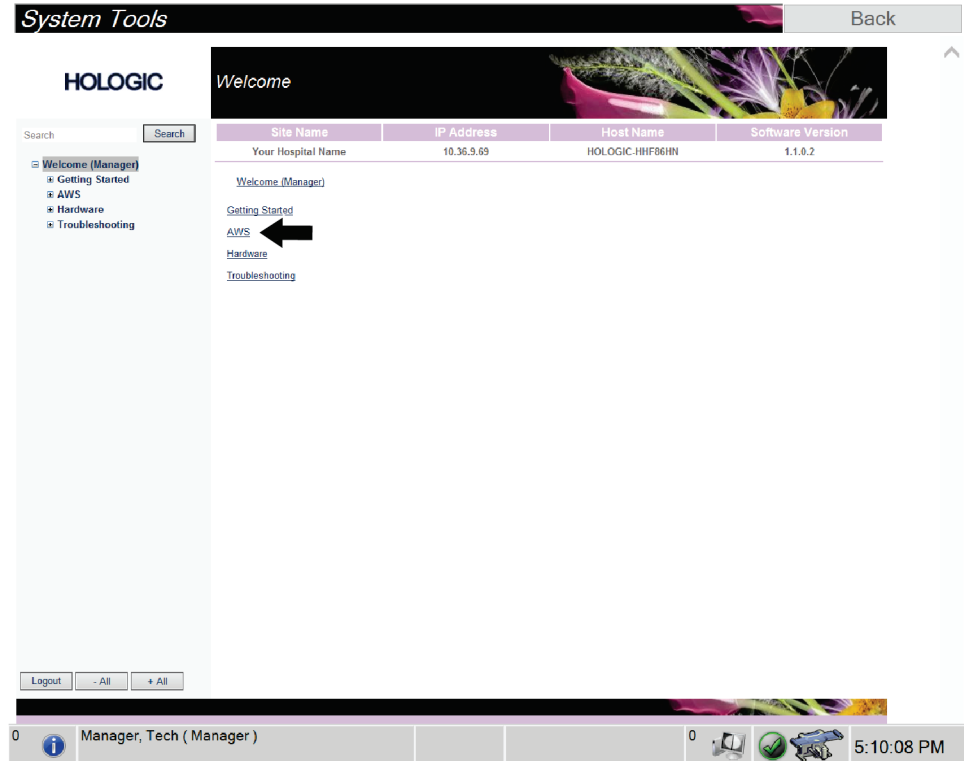 System Tools
Back
HOLOGIC
Welcome
Search
Search
Site Name IP Address Host Name Software Version
Your Hospital Name 10.36.9.69 HOLOGIC-HHF86HN 1.1.0.2
Welcome (Manager)
Getting Started
AWS
Hardware
Troubleshooting
Welcome (Manager)
Getting Started
AWS
Hardware
Troubleshooting
Logout - All + All
0 Manager, Tech ( Manager ) 0 5:10:08 PM